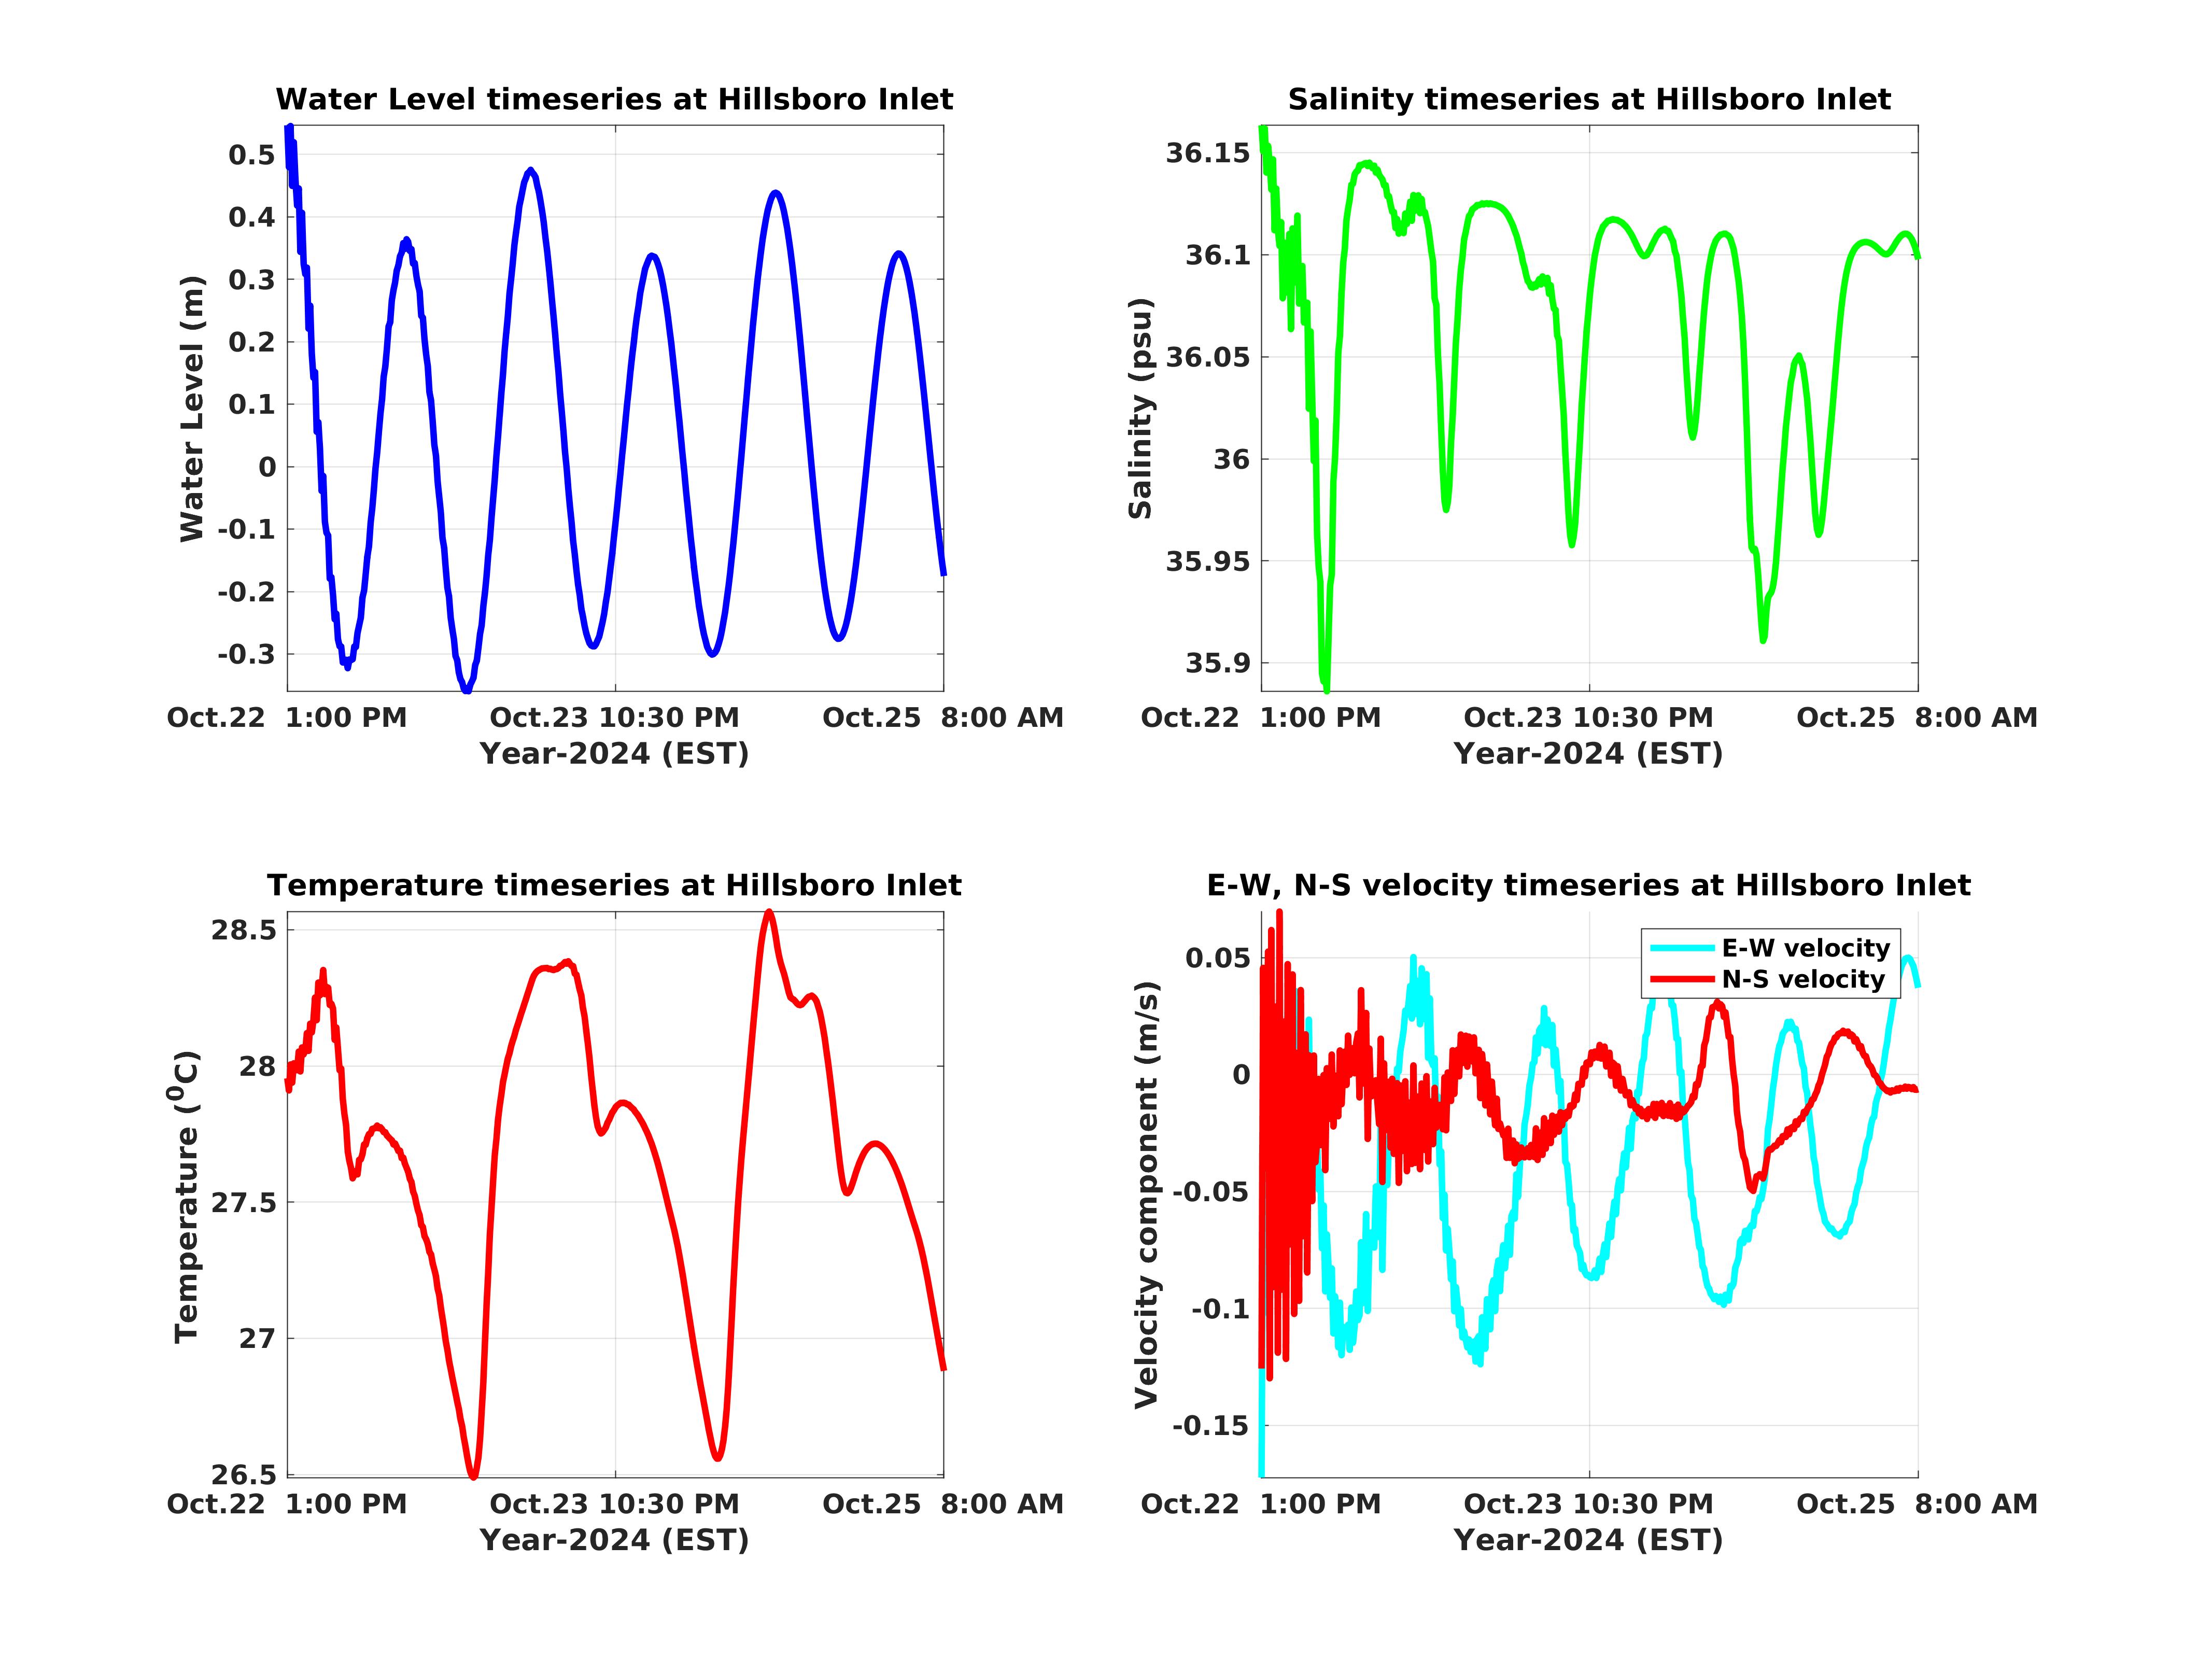 Water Level timeseries at Hillsboro Inlet
0.5
0.4
0.3
0.2
0.1
0
-0.1
-0.2
-0.3
Water Level (m)
Oct.22 1:00 PM
Oct.23 10:30 PM
Oct.25 8:00 AM
Year-2024 (EST)
Salinity timeseries at Hillsboro Inlet
36.15
36.1
36.05
36
35.95
35.9
Salinity (psu)
Oct.22 1:00 PM
Oct.23 10:30 PM
Oct.25 8:00 AM
Year-2024 (EST)
Temperature timeseries at Hillsboro Inlet
28.5
28
27.5
27
26.5
Temperature (⁰C)
Oct.22 1:00 PM
Oct.23 10:30 PM
Oct.25 8:00 AM
Year-2024 (EST)
E-W, N-S velocity timeseries at Hillsboro Inlet
E-W velocity
N-S velocity
0.05
0
-0.05
-0.1
-0.15
Velocity component (m/s)
Oct.22 1:00 PM
Oct.23 10:30 PM
Oct.25 8:00 AM
Year-2024 (EST)